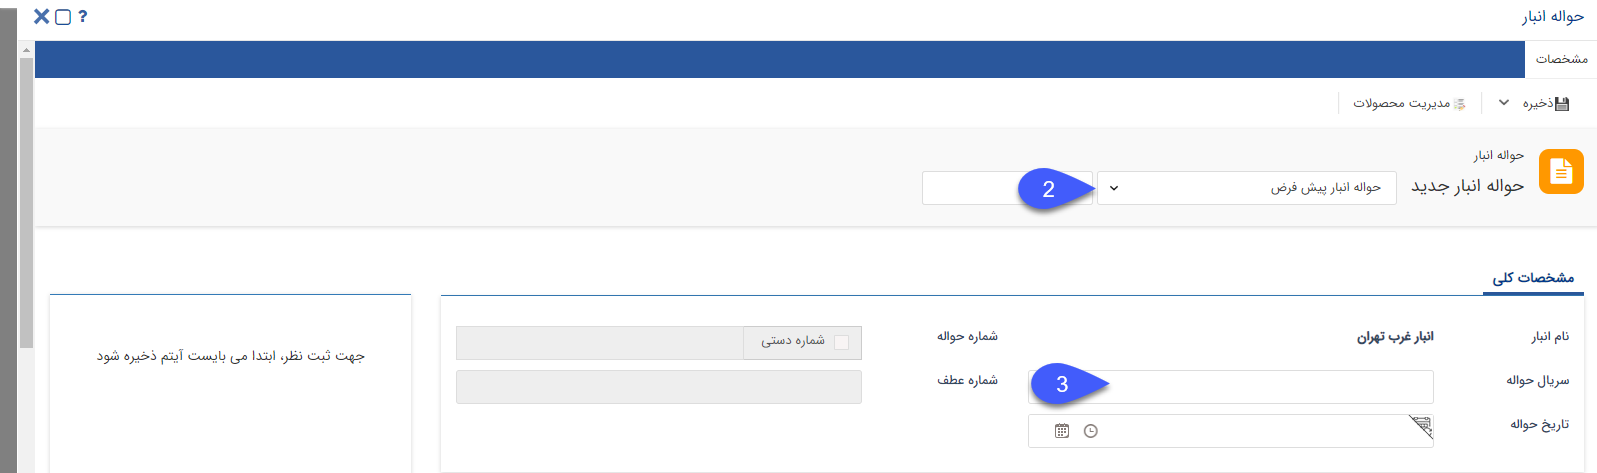 حواله انبار
?
مشخصات
ذخیره
مدیریت محصولات
حواله انبار
حواله انبار جدید
حواله انبار پیش فرض
2
مشخصات کلی
نام انبار
انبار غرب تهران
شماره حواله
شماره دستی
سریال حواله
3
شماره عطف
تاریخ حواله
جهت ثبت نظر، ابتدا می بایست آیتم ذخیره شود